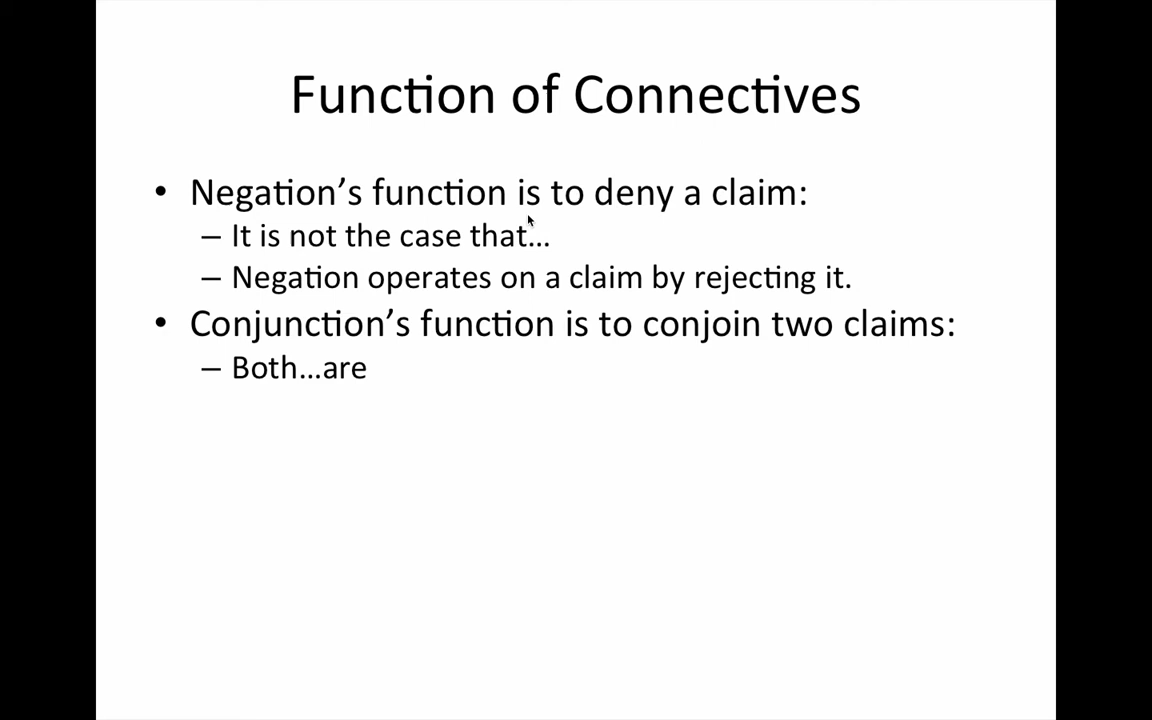 Function of Connectives
• Negation’s function is to deny a claim:
– It is not the case that…
– Negation operates on a claim by rejecting it.
• Conjunction’s function is to conjoin two claims:
– Both…are